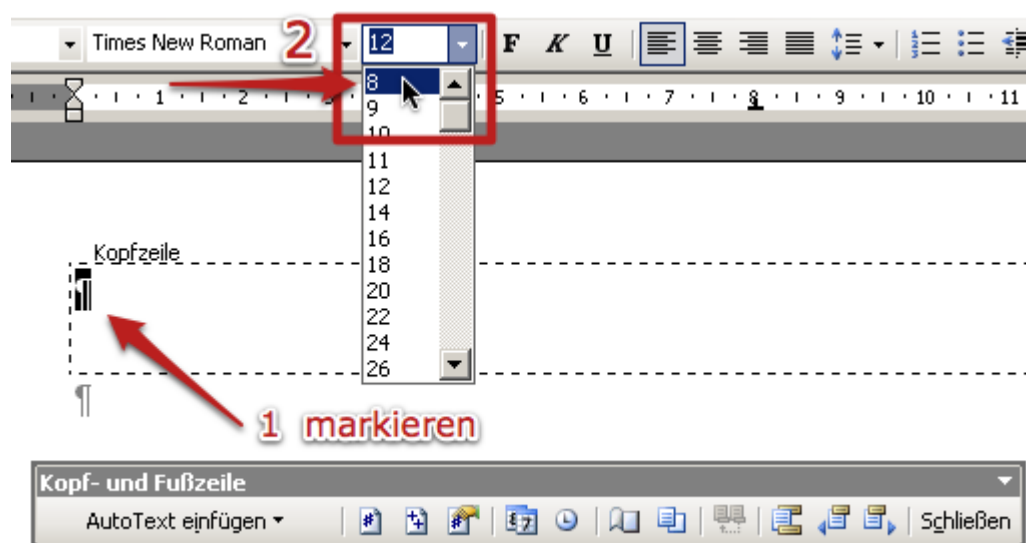 Times New Roman 2 12 F K U
8
1 2 3 5 6 7 8 9 10 11
9
10
11
12
14
16
Kopfzeile
18
¶
20
22
24
26
¶
1 markieren
Kopf- und Fußzeile
AutoText einfügen Schließen